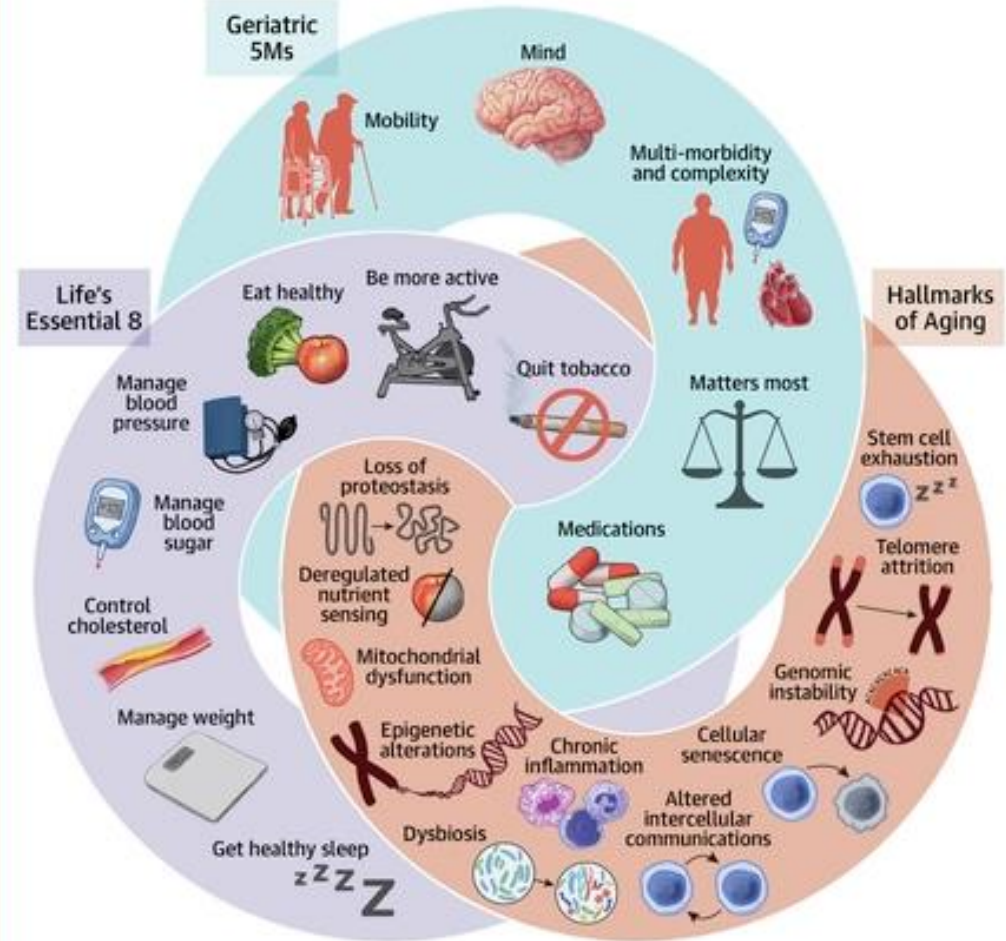 Geriatric
5Ms
Mind
Mobility
Multi-morbidity
and complexity
Matters most
Medications
Life's
Essential 8
Eat healthy
Be more active
Quit tobacco
Manage
blood
pressure
Manage
blood
sugar
Control
cholesterol
Manage weight
Get healthy sleep
z z z Z
Hallmarks
of Aging
Stem cell
exhaustion
z z z
Telomere
attrition
Genomic
instability
Cellular
senescence
Altered
intercellular
communications
Chronic
inflammation
Dysbiosis
Epigenetic
alterations
Mitochondrial
dysfunction
Deregulated
nutrient
sensing
Loss of
proteostasis